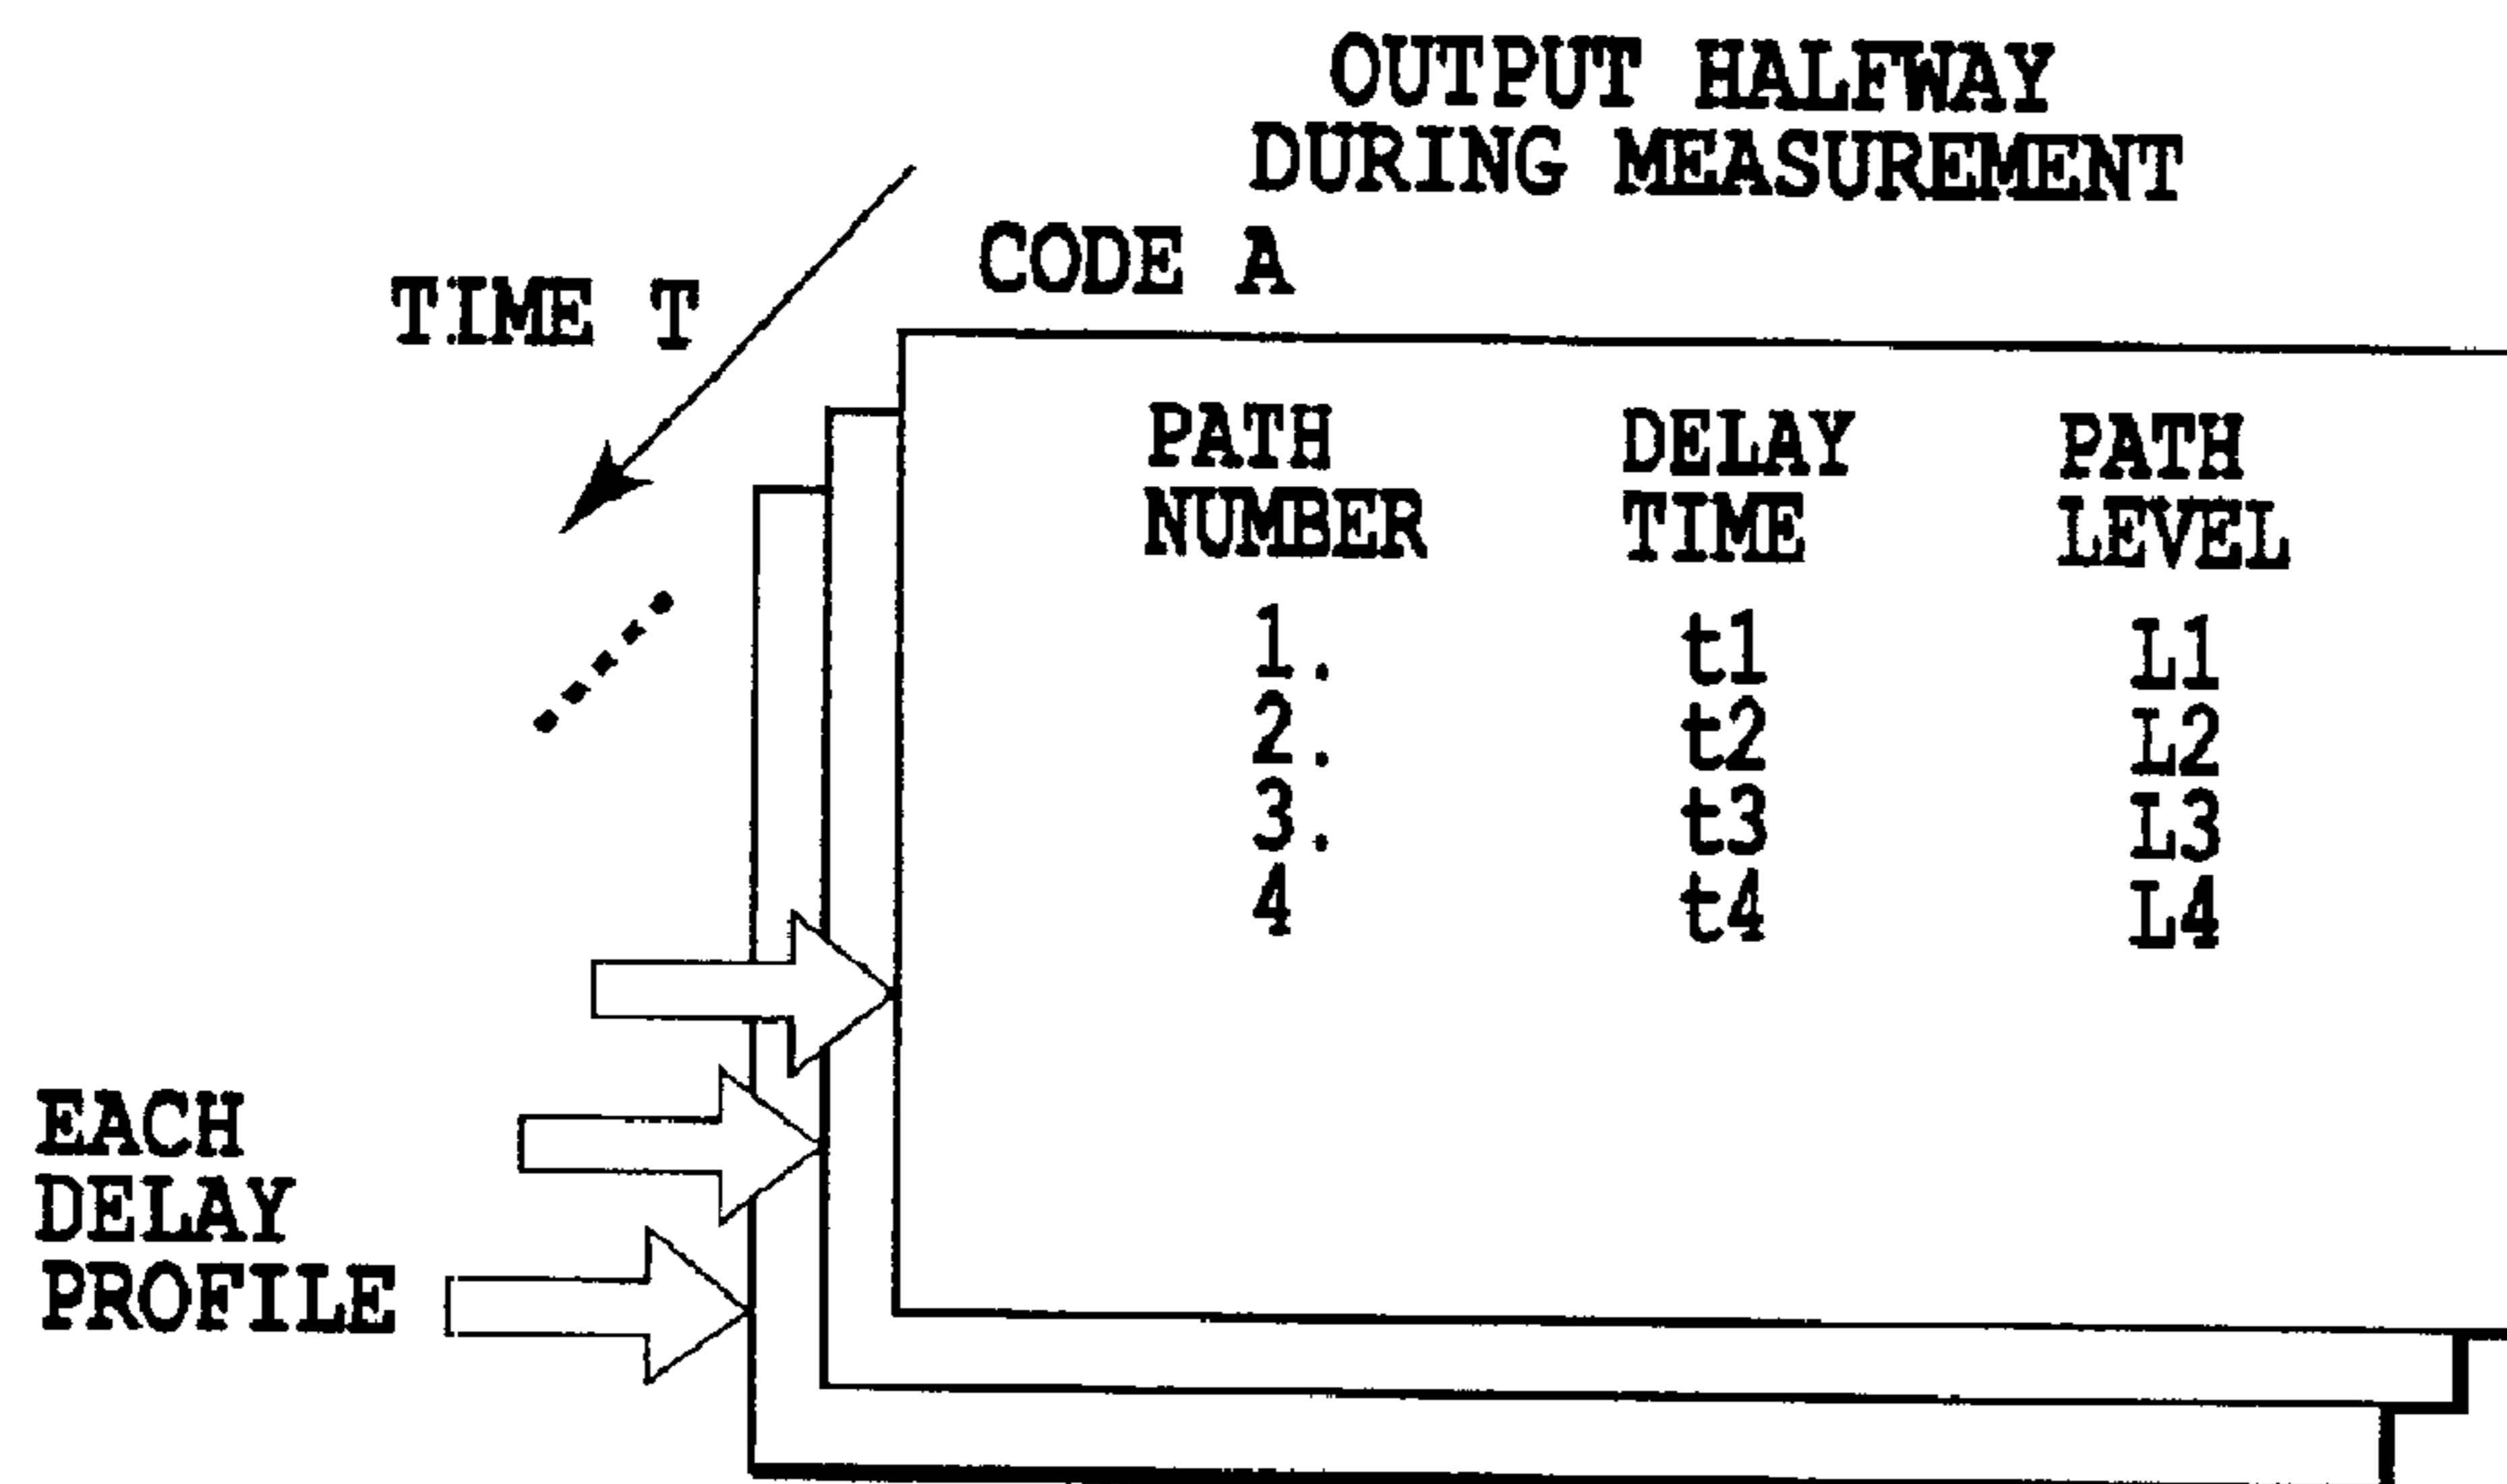 OUTPUT HALFWAY
DURING MEASUREMENT
CODE A
TIME T
PATH NUMBER DELAY TIME PATH LEVEL
1. t1 L1
2. t2 L2
3. t3 L3
4 t4 L4
EACH
DELAY
PROFILE